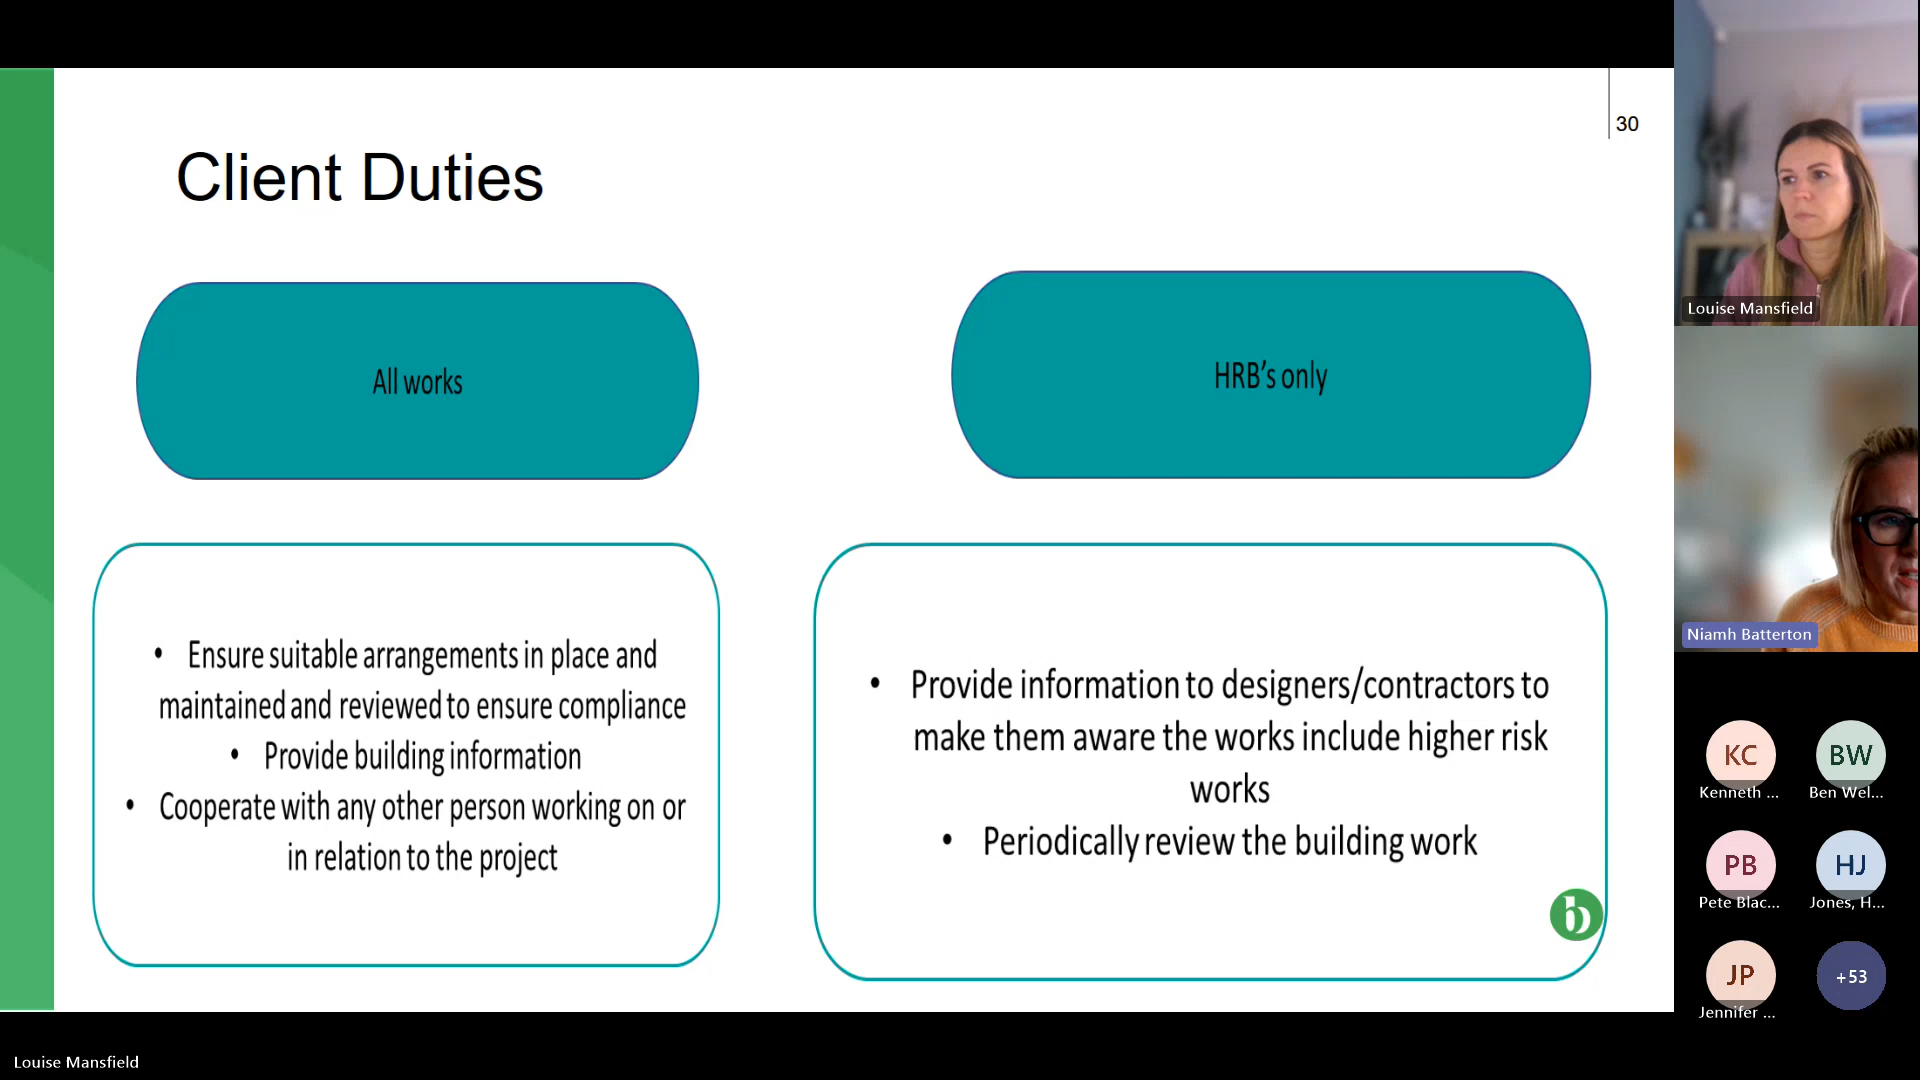 30
Client Duties
All works
HRB's only
• Ensure suitable arrangements in place and
maintained and reviewed to ensure compliance
• Provide building information
• Cooperate with any other person working on or
in relation to the project
• Provide information to designers/contractors to
make them aware the works include higher risk
works
• Periodically review the building work
b
Louise Mansfield
Niamh Batterton
KC
Kenneth ...
BW
Ben Wel...
PB
Pete Blac...
HJ
Jones, H...
JP
Jennifer ...
+53
Louise Mansfield